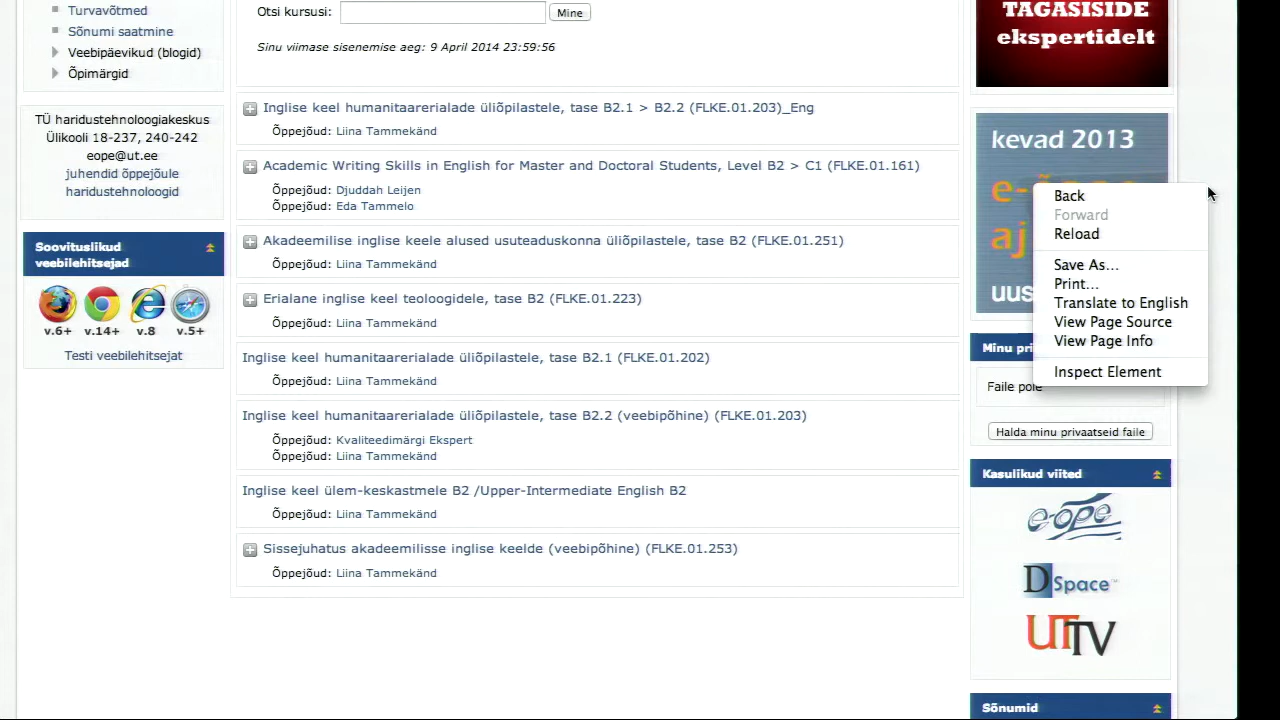 Turvavõtmed
Sõnumi saatmine
Veebipäevikud (blogid)
Õpimärgid
TÜ haridustehnoloogiakeskus
Ülikooli 18-237, 240-242
eope@ut.ee
juhendid õppejõule
haridustehnoloogid
Soovituslikud
veebilehitsejad
v.6+ v.14+ v.8 v.5+
Testi veebilehitsejat
Otsi kursusi: Mine
Sinu viimase sisenemise aeg: 9 April 2014 23:59:56
Inglise keel humanitaarerialade üliõpilastele, tase B2.1 > B2.2 (FLKE.01.203)_Eng
Õppejõud: Liina Tammekänd
Academic Writing Skills in English for Master and Doctoral Students, Level B2 > C1 (FLKE.01.161)
Õppejõud: Djuddah Leijen
Õppejõud: Eda Tammelo
Akadeemilise inglise keele alused usuteaduskonna üliõpilastele, tase B2 (FLKE.01.251)
Õppejõud: Liina Tammekänd
Erialane inglise keel teoloogidele, tase B2 (FLKE.01.223)
Õppejõud: Liina Tammekänd
Inglise keel humanitaarerialade üliõpilastele, tase B2.1 (FLKE.01.202)
Õppejõud: Liina Tammekänd
Inglise keel humanitaarerialade üliõpilastele, tase B2.2 (veebipõhine) (FLKE.01.203)
Õppejõud: Kvaliteedimärgi Ekspert
Õppejõud: Liina Tammekänd
Inglise keel ülem-keskastmele B2 /Upper-Intermediate English B2
Õppejõud: Liina Tammekänd
Sissejuhatus akadeemilisse inglise keelde (veebipõhine) (FLKE.01.253)
Õppejõud: Liina Tammekänd
TAGASISIDE
ekspertidelt
kevad 2013
e-
aj
uus
Back
Forward
Reload
Save As...
Print...
Translate to English
View Page Source
View Page Info
Inspect Element
Minu pri
Faile pole
Halda minu privaatseid faile
Kasulikud viited
e-ope
DSpace
UTTV
Sõnumid